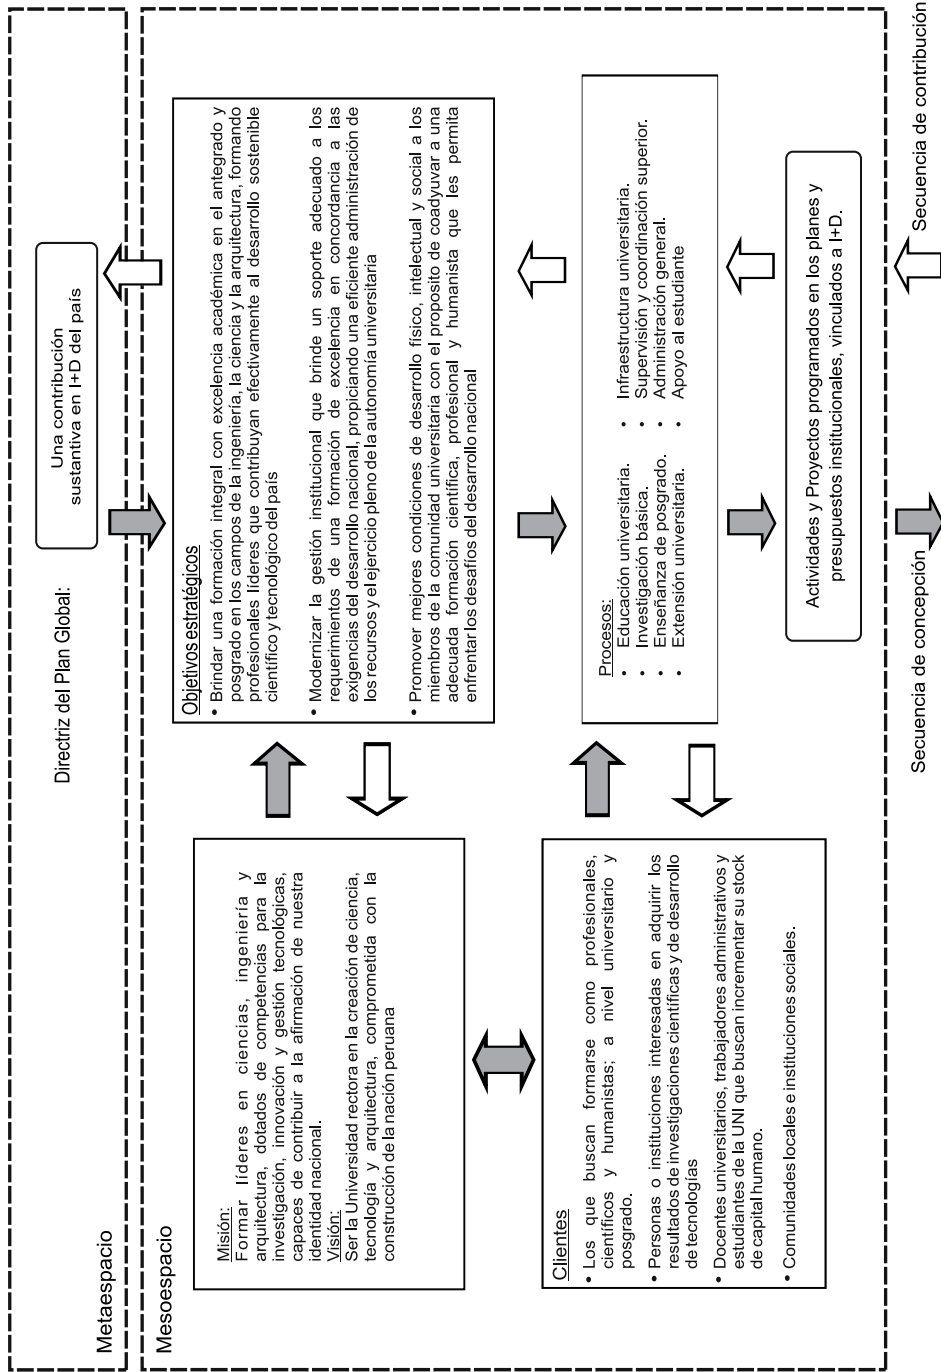 Metaespacio
Directriz del Plan Global:
Una contribución
sustantiva en I+D del país
Mesoespacio
Misión:
Formar líderes en ciencias, ingeniería y
arquitectura, dotados de competencias para la
investigación, innovación y gestión tecnológicas,
capaces de contribuir a la afirmación de nuestra
identidad nacional.
Visión:
Ser la Universidad rectora en la creación de ciencia,
tecnología y arquitectura, comprometida con la
construcción de la nación peruana
Objetivos estratégicos
• Brindar una formación integral con excelencia académica en el antegrado y
posgrado en los campos de la ingeniería, la ciencia y la arquitectura, formando
profesionales líderes que contribuyan efectivamente al desarrollo sostenible
científico y tecnológico del país
• Modernizar la gestión institucional que brinde un soporte adecuado a los
requerimientos de una formación de excelencia en concordancia a las
exigencias del desarrollo nacional, propiciando una eficiente administración de
los recursos y el ejercicio pleno de la autonomía universitaria
• Promover mejores condiciones de desarrollo físico, intelectual y social a los
miembros de la comunidad universitaria con el proposito de coadyuvar a una
adecuada formación científica, profesional y humanista que les permita
enfrentar los desafíos del desarrollo nacional
Clientes
• Los que buscan formarse como profesionales,
científicos y humanistas; a nivel universitario y
posgrado.
• Personas o instituciones interesadas en adquirir los
resultados de investigaciones científicas y de desarrollo
de tecnologías
• Docentes universitarios, trabajadores administrativos y
estudiantes de la UNI que buscan incrementar su stock
de capital humano.
• Comunidades locales e instituciones sociales.
Procesos:
• Educación universitaria.
• Investigación básica.
• Enseñanza de posgrado.
• Extensión universitaria.
• Infraestructura universitaria.
• Supervisión y coordinación superior.
• Administración general.
• Apoyo al estudiante
Actividades y Proyectos programados en los planes y
presupuestos institucionales, vinculados a I+D.
Secuencia de concepción
Secuencia de contribución